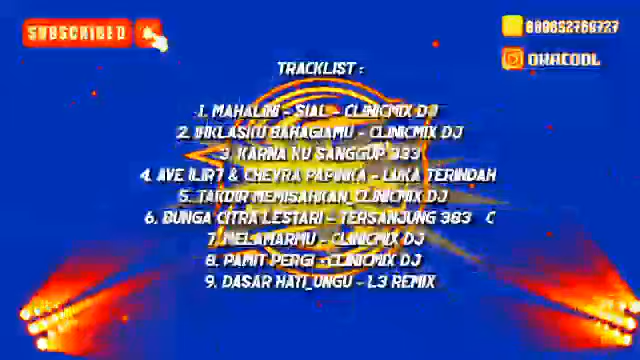 SUBSCRIBED
OKACOOL
TRACKLIST :
1. MAHALINI - SIAL - CLINICMIX DJ
2. IHKLASKU BAHAGIAMU - CLINICMIX DJ
3. KARNA KU SANGGUP 383
4. AVE ILIR7 & CHEVRA PAPINKA - LUKA TERINDAH
5. TAKDIR MEMISAHKAN_CLINICMIX DJ
6. BUNGA CITRA LESTARI - TERSANJUNG 383 C
7. MELAMARMU - CLINICMIX DJ
8. PAMIT PERGI - CLINICMIX DJ
9. DASAR HATI_UNGU - L3 REMIX